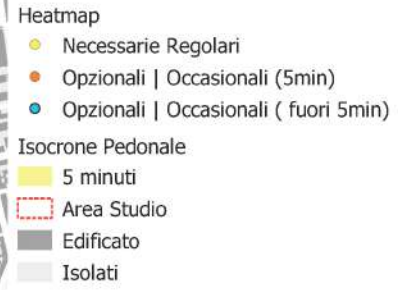 Heatmap
Necessarie Regolari
Opzionali | Occasionali (5min)
Opzionali | Occasionali ( fuori 5min)
Isocrone Pedonale
5 minuti
Area Studio
Edificato
Isolati